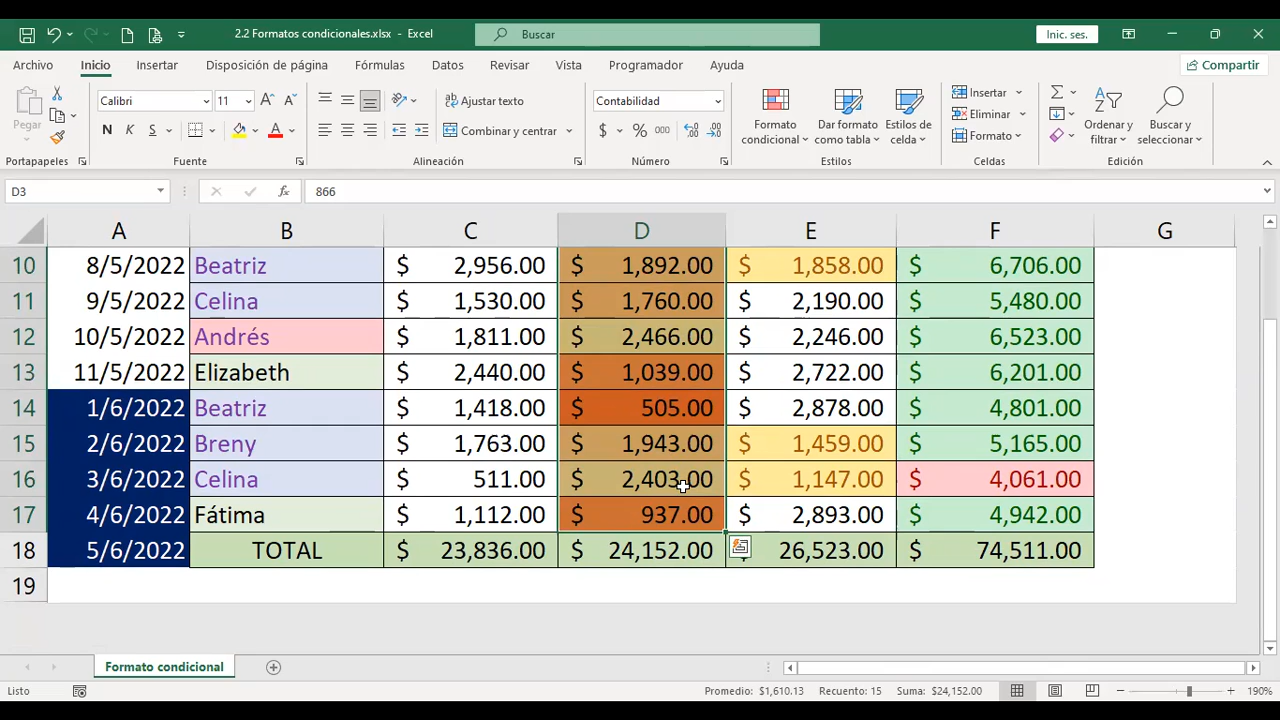 2.2 Formatos condicionales.xlsx - Excel
Buscar
Inic. ses.
Archivo Inicio Insertar Disposición de página Fórmulas Datos Revisar Vista Programador Ayuda Compartir
Pegar
Calibri 11
N K S
Ajustar texto
Combinar y centrar
Contabilidad
$ % 000
Formato condicional
Dar formato como tabla
Estilos de celda
Insertar
Eliminar
Formato
Ordenar y filtrar
Buscar y seleccionar
Portapapeles Fuente Alineación Número Estilos Celdas Edición
D3 fx 866
A B C D E F G
10 8/5/2022 Beatriz $ 2,956.00 $ 1,892.00 $ 1,858.00 $ 6,706.00
11 9/5/2022 Celina $ 1,530.00 $ 1,760.00 $ 2,190.00 $ 5,480.00
12 10/5/2022 Andrés $ 1,811.00 $ 2,466.00 $ 2,246.00 $ 6,523.00
13 11/5/2022 Elizabeth $ 2,440.00 $ 1,039.00 $ 2,722.00 $ 6,201.00
14 1/6/2022 Beatriz $ 1,418.00 $ 505.00 $ 2,878.00 $ 4,801.00
15 2/6/2022 Breny $ 1,763.00 $ 1,943.00 $ 1,459.00 $ 5,165.00
16 3/6/2022 Celina $ 511.00 $ 2,403.00 $ 1,147.00 $ 4,061.00
17 4/6/2022 Fátima $ 1,112.00 $ 937.00 $ 2,893.00 $ 4,942.00
18 5/6/2022 TOTAL $ 23,836.00 $ 24,152.00 26,523.00 $ 74,511.00
19
Formato condicional
Listo Promedio: $1,610.13 Recuento: 15 Suma: $24,152.00 190%